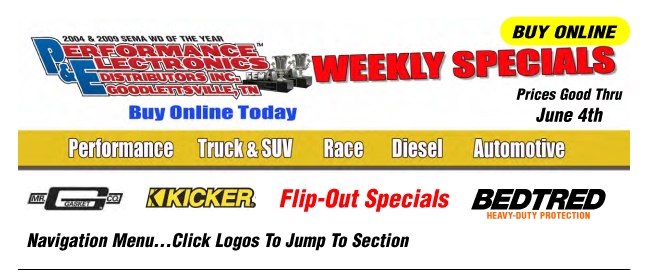 2004 & 2009 SEMA WD OF THE YEAR
PERFORMANCE
& ELECTRONICS
DISTRIBUTORS INC.
GOODLETTSVILLE, TN
SEMA
WEEKLY SPECIALS
BUY ONLINE
Prices Good Thru
June 4th
Buy Online Today
Performance Truck & SUV Race Diesel Automotive
MR. GASKET CO
KICKER
Flip-Out Specials
BEDTRED
HEAVY-DUTY PROTECTION
Navigation Menu...Click Logos To Jump To Section